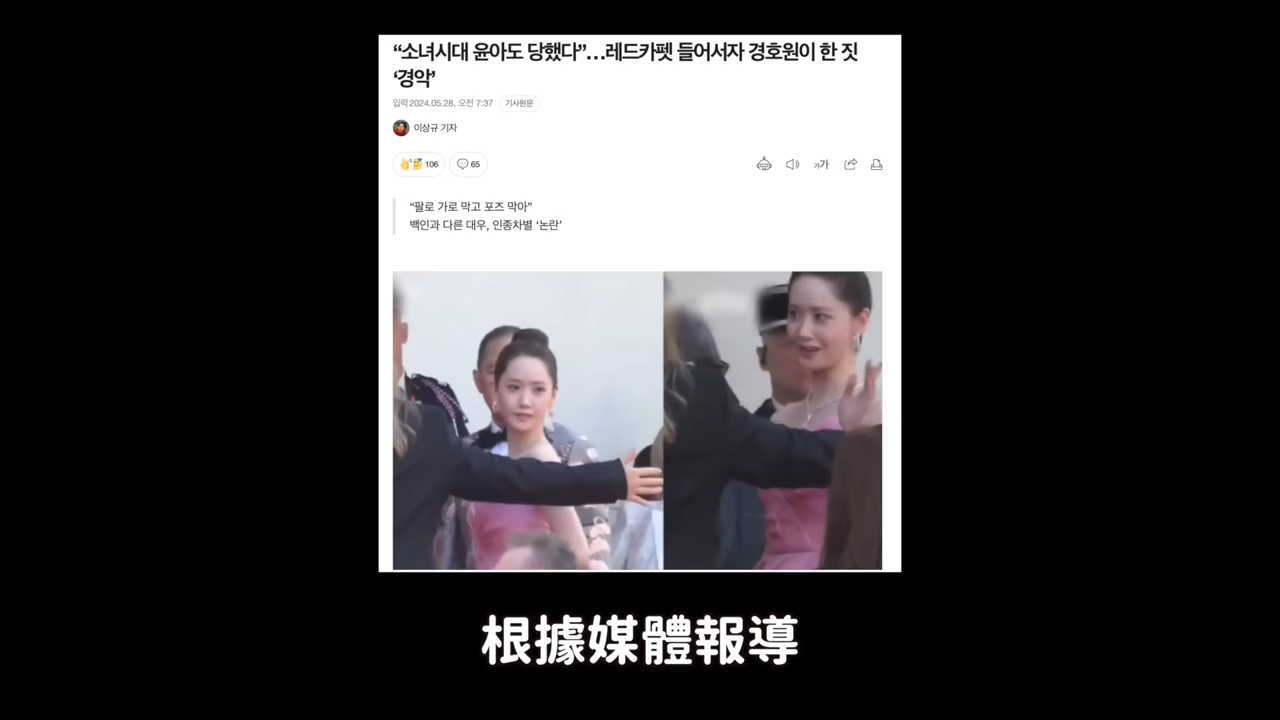 “소녀시대 윤아도 당했다”…레드카펫 들어서자 경호원이 한 짓
‘경악’
입력 2024.05.28. 오전 7:37 기사원문
이상규 기자
106 65
가가
“팔로 가로 막고 포즈 막아”
백인과 다른 대우, 인종차별 ‘논란’
根據媒體報導